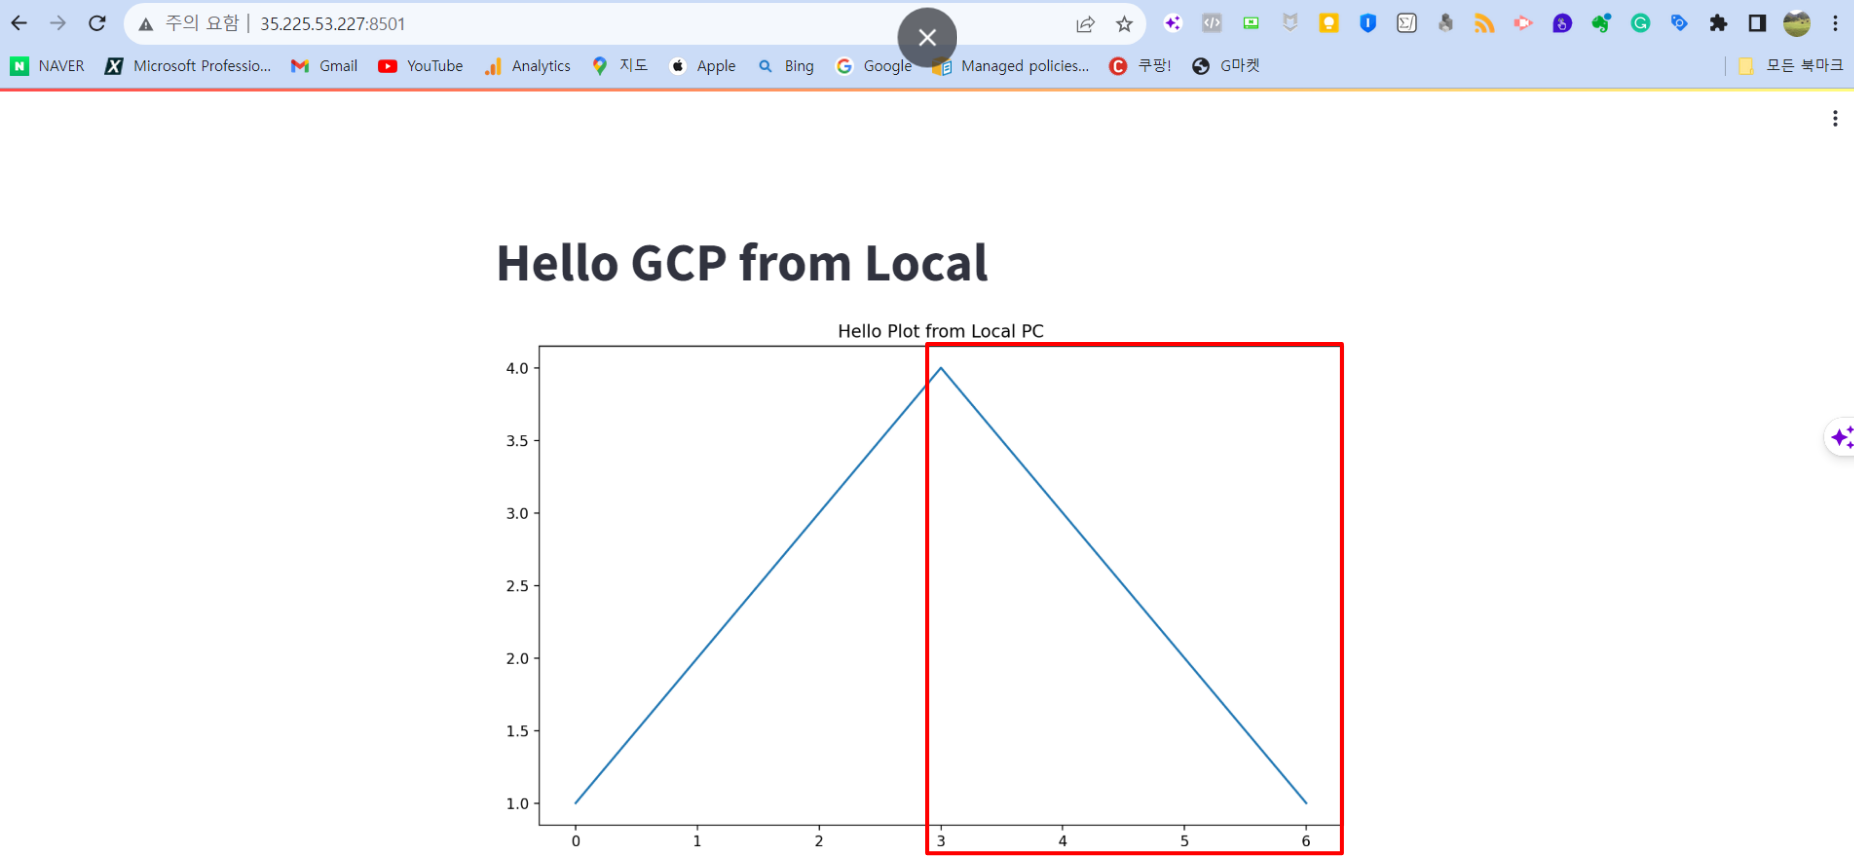 주의 요함 35.225.53.227:8501
NAVER Microsoft Professio... Gmail YouTube Analytics 지도 Apple Bing Google Managed policies... 쿠팡! G마켓 모든 북마크
Hello GCP from Local
Hello Plot from Local PC
4.0
3.5
3.0
2.5
2.0
1.5
1.0
0 1 2 3 4 5 6